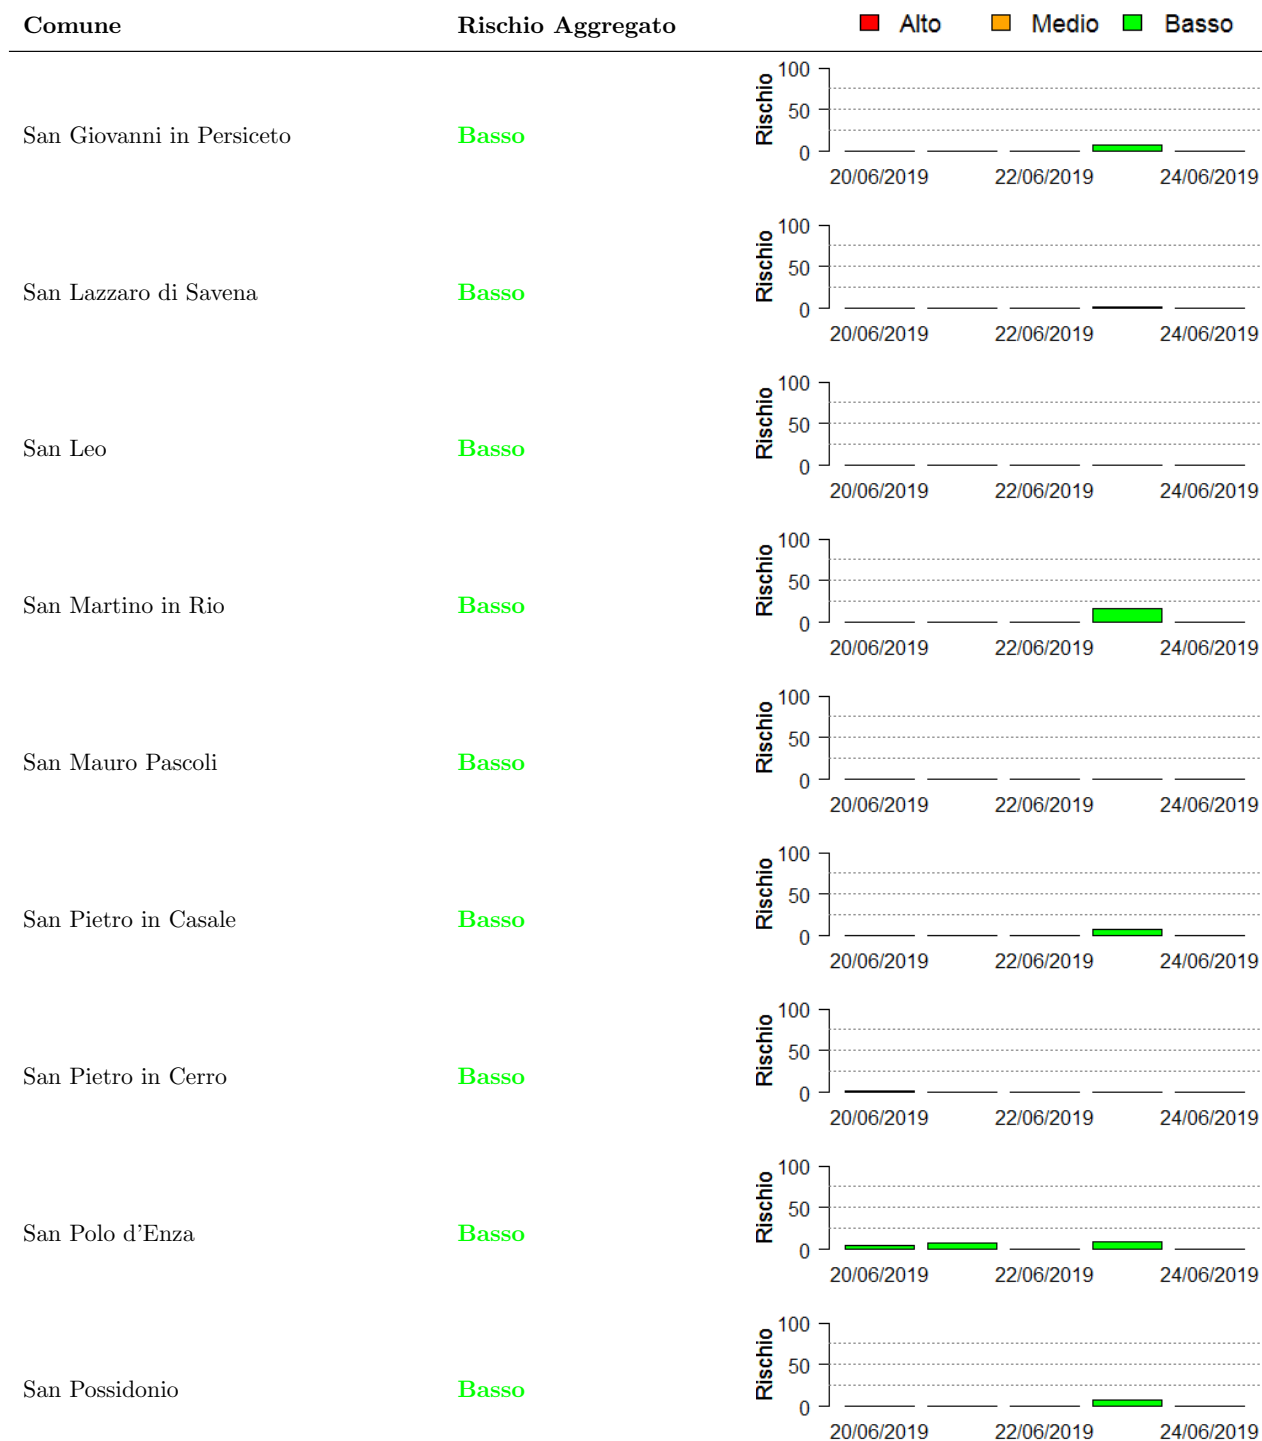 Comune Rischio Aggregato Alto Medio Basso
San Giovanni in Persiceto Basso
Rischio
100
50
0
20/06/2019 22/06/2019 24/06/2019
San Lazzaro di Savena Basso
Rischio
100
50
0
20/06/2019 22/06/2019 24/06/2019
San Leo Basso
Rischio
100
50
0
20/06/2019 22/06/2019 24/06/2019
San Martino in Rio Basso
Rischio
100
50
0
20/06/2019 22/06/2019 24/06/2019
San Mauro Pascoli Basso
Rischio
100
50
0
20/06/2019 22/06/2019 24/06/2019
San Pietro in Casale Basso
Rischio
100
50
0
20/06/2019 22/06/2019 24/06/2019
San Pietro in Cerro Basso
Rischio
100
50
0
20/06/2019 22/06/2019 24/06/2019
San Polo d'Enza Basso
Rischio
100
50
0
20/06/2019 22/06/2019 24/06/2019
San Possidonio Basso
Rischio
100
50
0
20/06/2019 22/06/2019 24/06/2019